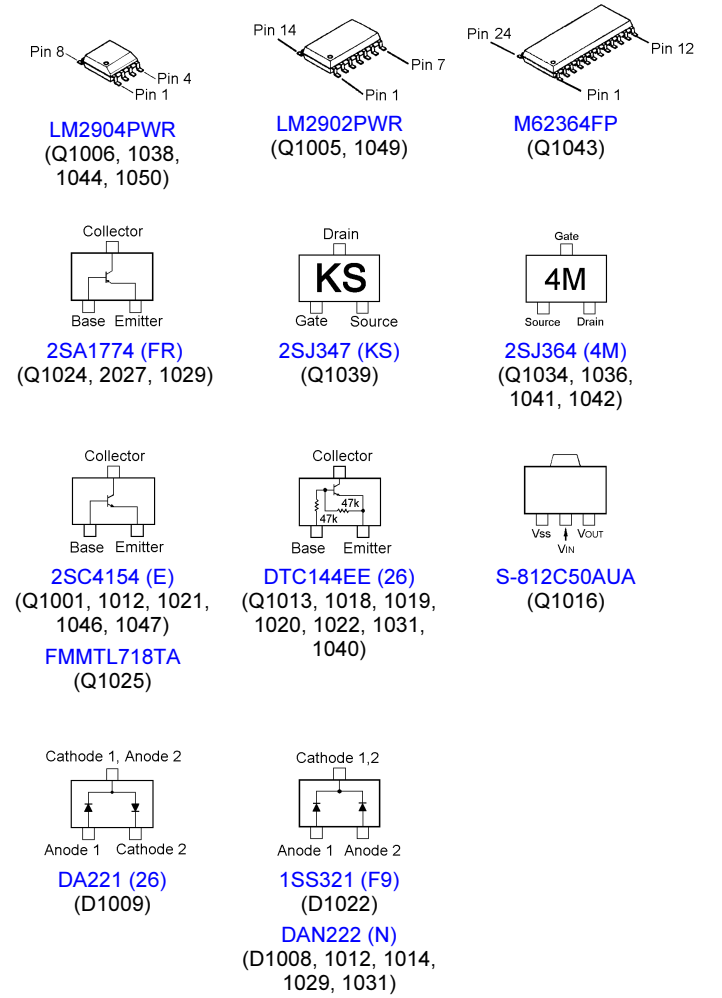 Pin 8
Pin 4
Pin 1
LM2904PWR
(Q1006, 1038,
1044, 1050)
Pin 14
Pin 7
Pin 1
LM2902PWR
(Q1005, 1049)
Pin 24
Pin 12
Pin 1
M62364FP
(Q1043)
Collector
Base Emitter
2SA1774 (FR)
(Q1024, 2027, 1029)
Drain
KS
Gate Source
2SJ347 (KS)
(Q1039)
Gate
4M
Source Drain
2SJ364 (4M)
(Q1034, 1036,
1041, 1042)
Collector
Base Emitter
2SC4154 (E)
(Q1001, 1012, 1021,
1046, 1047)
FMMTL718TA
(Q1025)
Collector
47k
47k
Base Emitter
DTC144EE (26)
(Q1013, 1018, 1019,
1020, 1022, 1031,
1040)
Vss VOUT
VIN
S-812C50AUA
(Q1016)
Cathode 1, Anode 2
Anode 1 Cathode 2
DA221 (26)
(D1009)
Cathode 1,2
Anode 1 Anode 2
1SS321 (F9)
(D1022)
DAN222 (N)
(D1008, 1012, 1014,
1029, 1031)